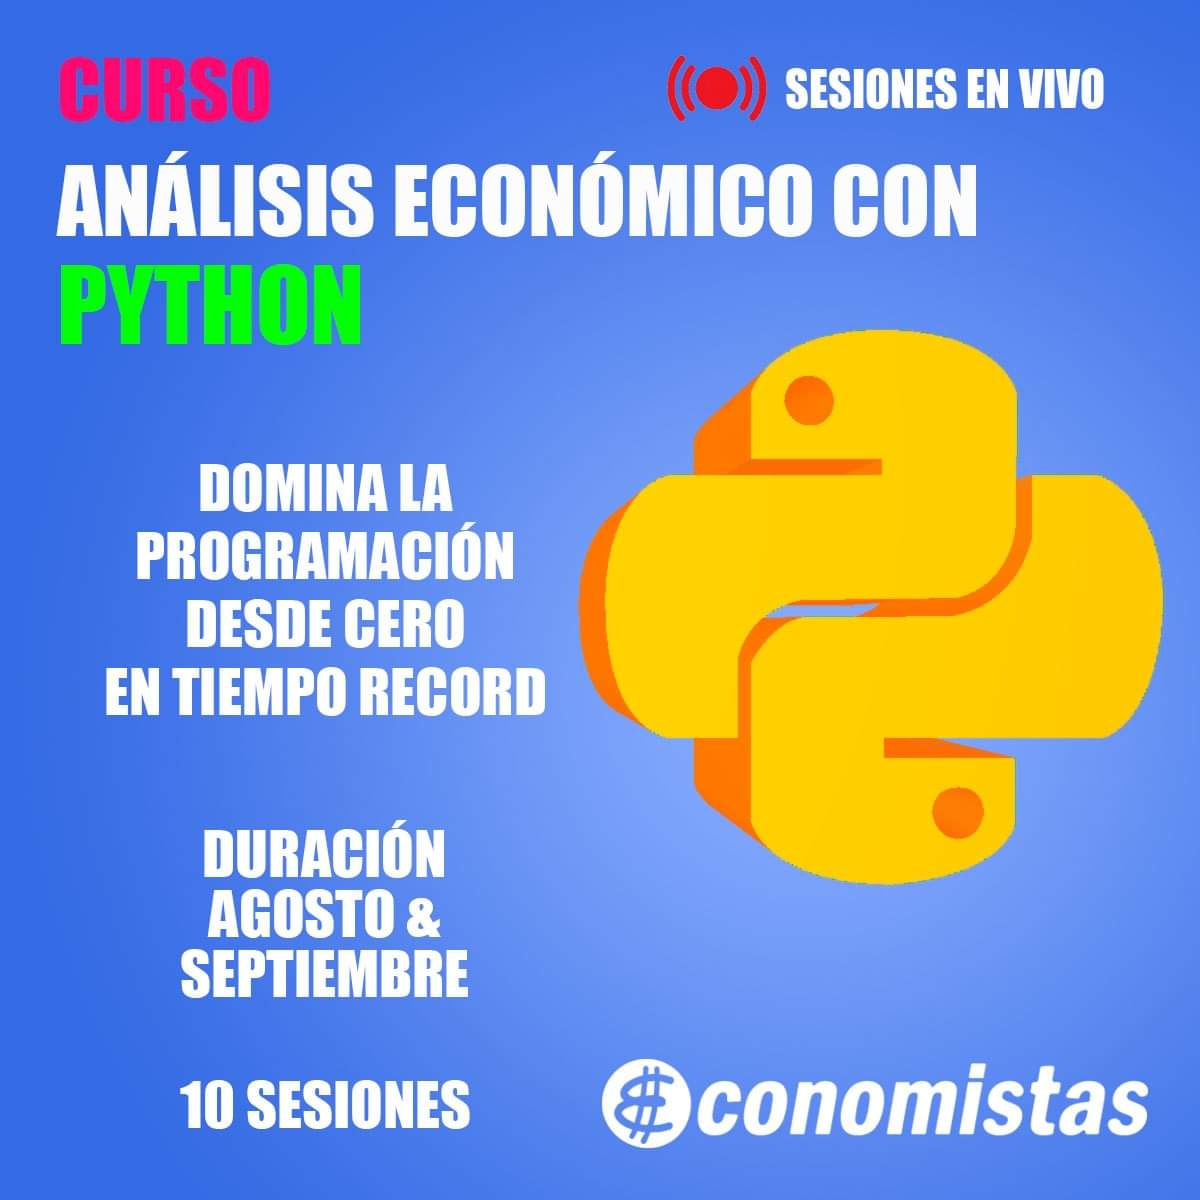 CURSO
SESIONES EN VIVO
ANÁLISIS ECONÓMICO CON
PYTHON
DOMINA LA
PROGRAMACIÓN
DESDE CERO
EN TIEMPO RECORD
DURACIÓN
AGOSTO &
SEPTIEMBRE
10 SESIONES
Economistas